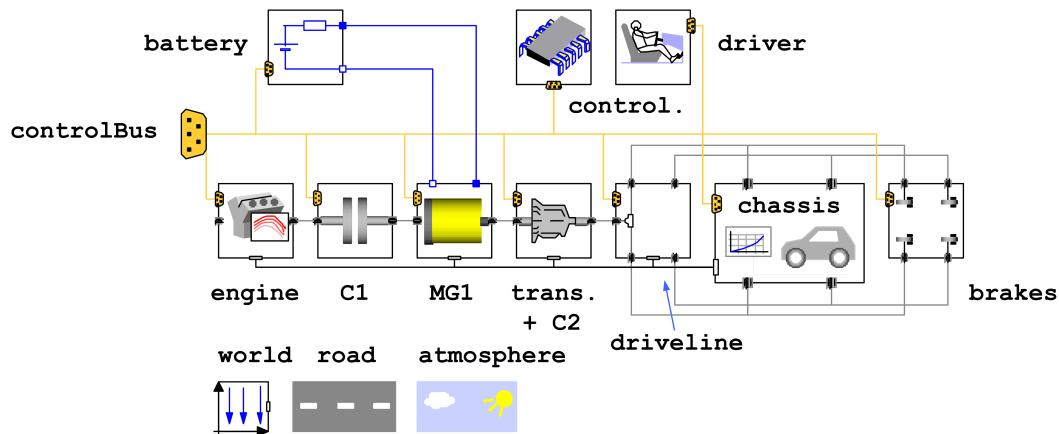 battery
driver
control.
controlBus
chassis
engine
C1
MG1
trans.
+ C2
brakes
driveline
world
road
atmosphere